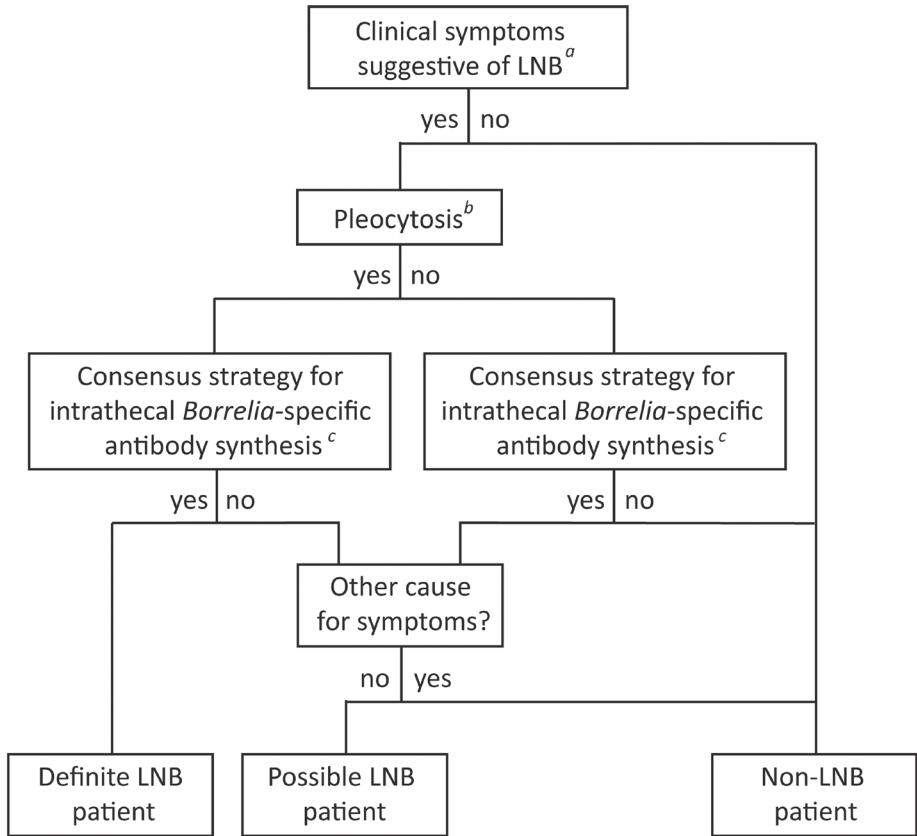 Clinical symptoms
suggestive of LNB a
yes no
Pleocytosis b
yes no
Consensus strategy for
intrathecal Borrelia-specific
antibody synthesis c
Consensus strategy for
intrathecal Borrelia-specific
antibody synthesis c
yes no
yes no
Other cause
for symptoms?
no yes
Definite LNB
patient
Possible LNB
patient
Non-LNB
patient